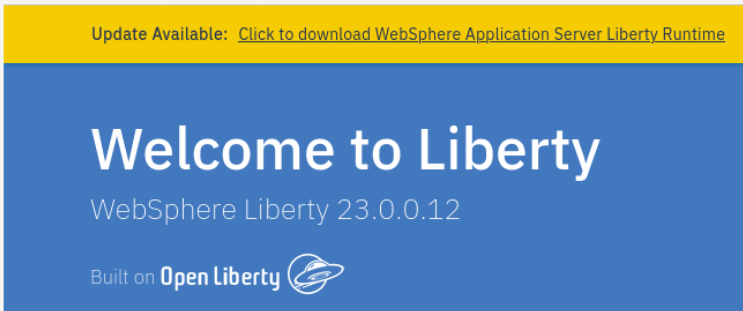 Update Available: Click to download WebSphere Application Server Liberty Runtime
Welcome to Liberty
WebSphere Liberty 23.0.0.12
Built on Open Liberty